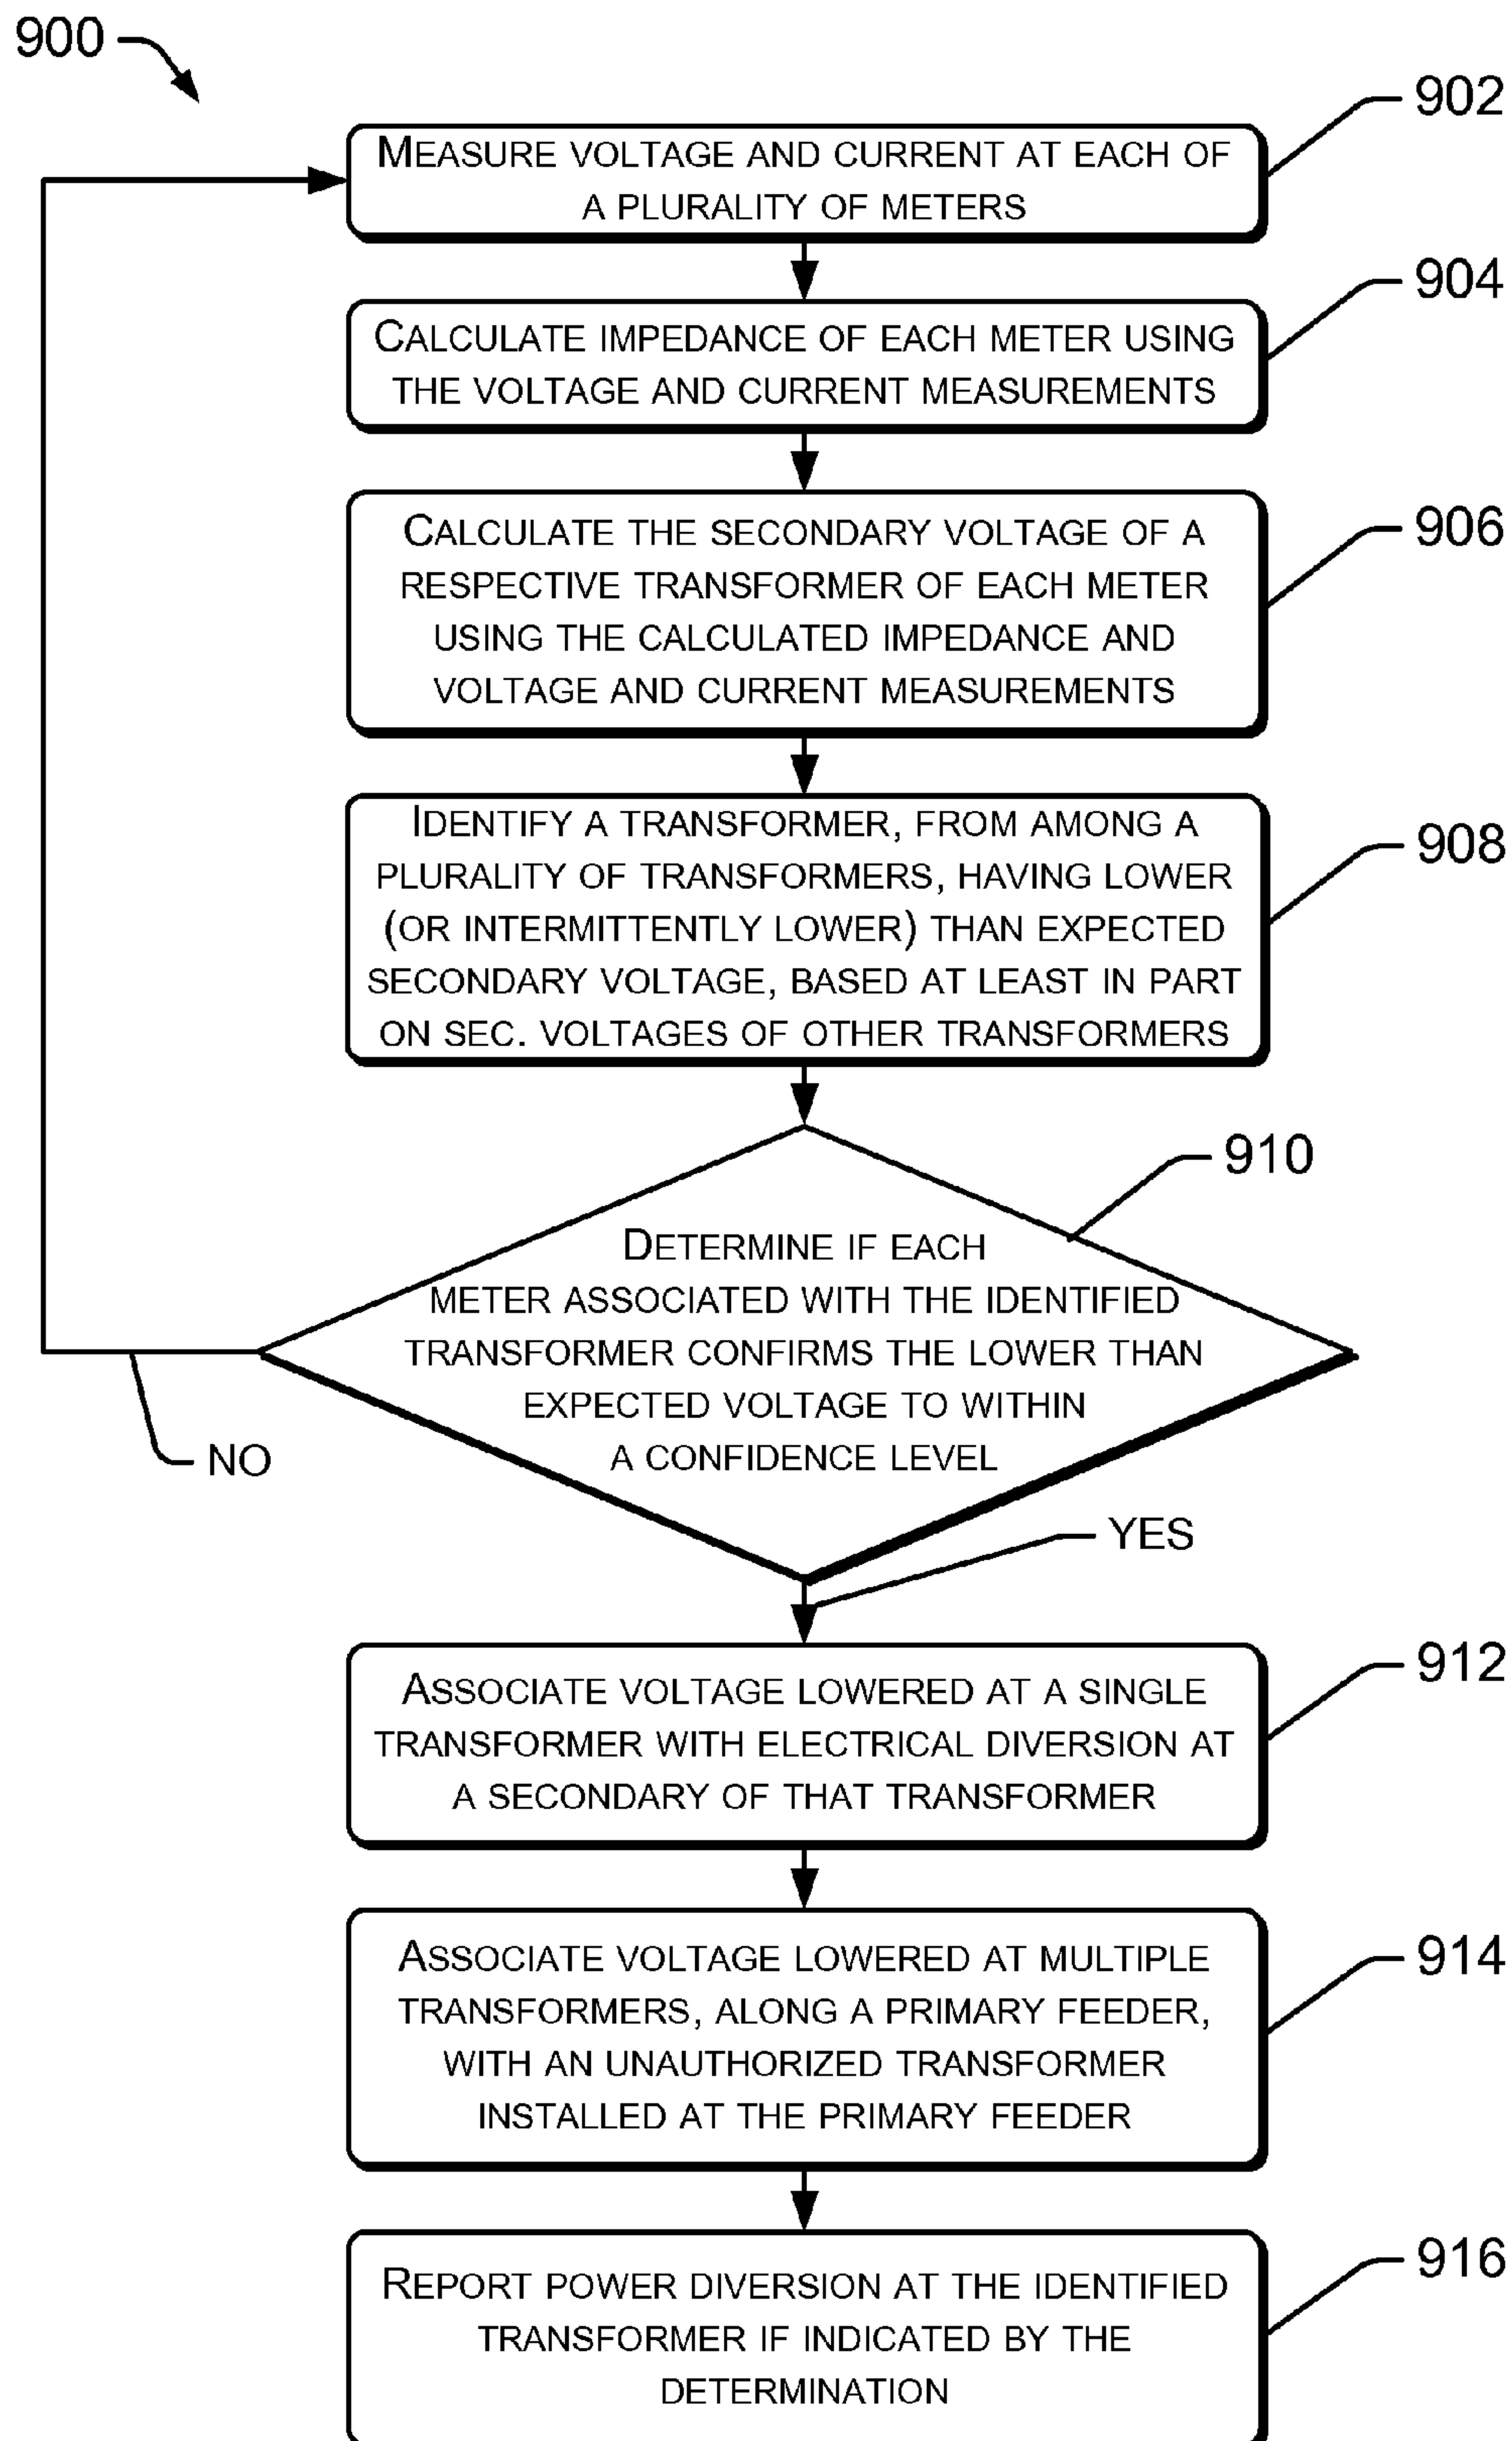 900
902
MEASURE VOLTAGE AND CURRENT AT EACH OF
A PLURALITY OF METERS
904
CALCULATE IMPEDANCE OF EACH METER USING
THE VOLTAGE AND CURRENT MEASUREMENTS
906
CALCULATE THE SECONDARY VOLTAGE OF A
RESPECTIVE TRANSFORMER OF EACH METER
USING THE CALCULATED IMPEDANCE AND
VOLTAGE AND CURRENT MEASUREMENTS
908
IDENTIFY A TRANSFORMER, FROM AMONG A
PLURALITY OF TRANSFORMERS, HAVING LOWER
(OR INTERMITTENTLY LOWER) THAN EXPECTED
SECONDARY VOLTAGE, BASED AT LEAST IN PART
ON SEC. VOLTAGES OF OTHER TRANSFORMERS
910
DETERMINE IF EACH
METER ASSOCIATED WITH THE IDENTIFIED
TRANSFORMER CONFIRMS THE LOWER THAN
EXPECTED VOLTAGE TO WITHIN
A CONFIDENCE LEVEL
NO
YES
912
ASSOCIATE VOLTAGE LOWERED AT A SINGLE
TRANSFORMER WITH ELECTRICAL DIVERSION AT
A SECONDARY OF THAT TRANSFORMER
914
ASSOCIATE VOLTAGE LOWERED AT MULTIPLE
TRANSFORMERS, ALONG A PRIMARY FEEDER,
WITH AN UNAUTHORIZED TRANSFORMER
INSTALLED AT THE PRIMARY FEEDER
916
REPORT POWER DIVERSION AT THE IDENTIFIED
TRANSFORMER IF INDICATED BY THE
DETERMINATION